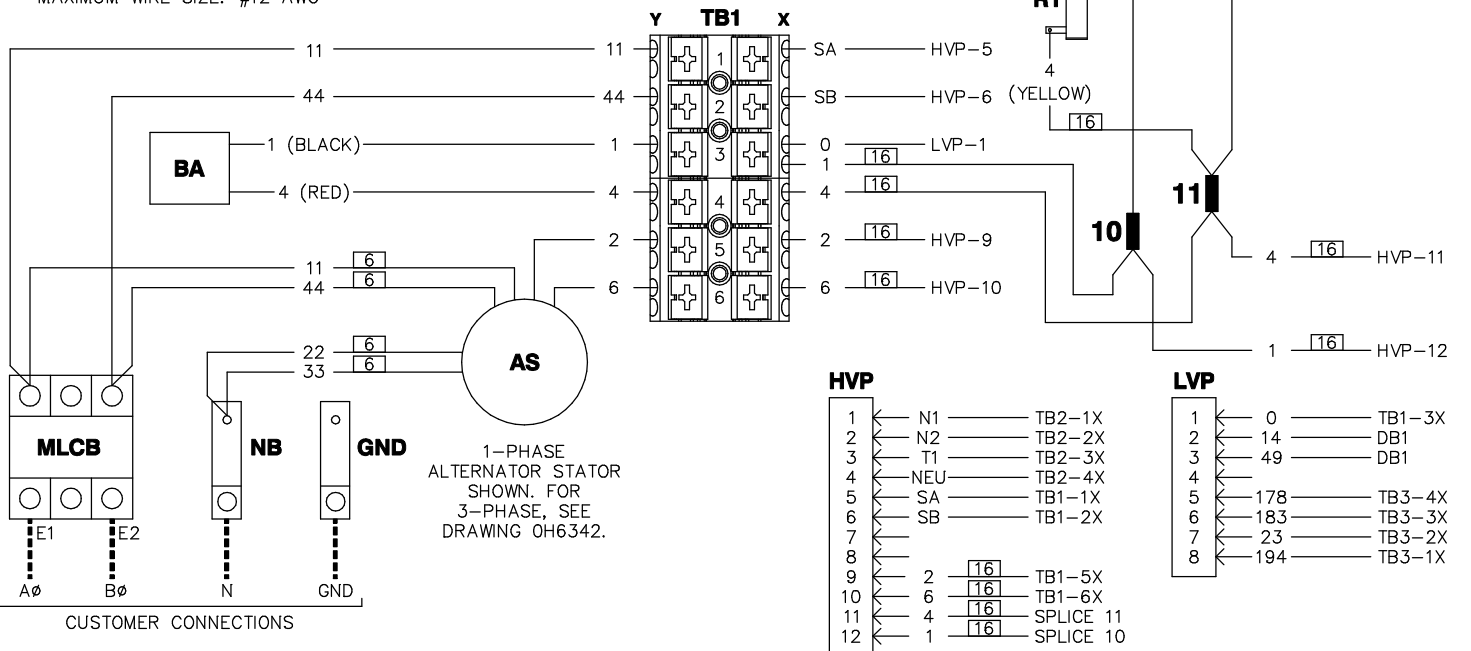 Y TB1 X
R1
11 11 SA HVP-5
4
(YELLOW)
16
44 44 SB HVP-6
BA
1 (BLACK) 1 0 LVP-1
1 16
4 (RED) 4 4 16
2 2 16 HVP-9
6 6 16 HVP-10
1
2
3
4
5
6
10
11
4 16 HVP-11
1 16 HVP-12
11 6
44 6
22 6
33 6
AS
1-PHASE
ALTERNATOR STATOR
SHOWN. FOR
3-PHASE, SEE
DRAWING 0H6342.
MLCB
NB
GND
E1 E2
AØ BØ N GND
CUSTOMER CONNECTIONS
HVP
1 N1 TB2-1X
2 N2 TB2-2X
3 T1 TB2-3X
4 NEU TB2-4X
5 SA TB1-1X
6 SB TB1-2X
7
8
9 2 16 TB1-5X
10 6 16 TB1-6X
11 4 16 SPLICE 11
12 1 16 SPLICE 10
LVP
1 0 TB1-3X
2 14 DB1
3 49 DB1
4
5 178 TB3-4X
6 183 TB3-3X
7 23 TB3-2X
8 194 TB3-1X